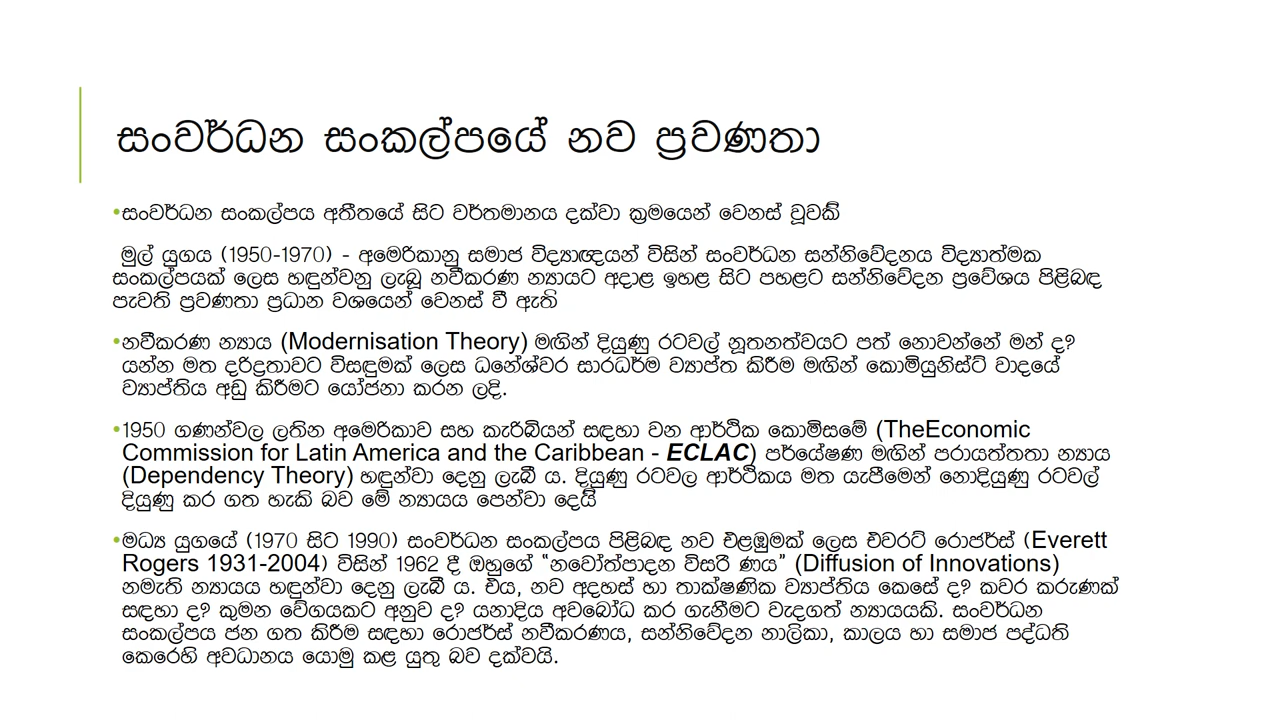 සංවර්ධන සංකල්පයේ නව ප්‍රවණතා
•සංවර්ධන සංකල්පය අතීතයේ සිට වර්තමානය දක්වා ක්‍රමයෙන් වෙනස් වූවකි
මුල් යුගය (1950-1970) - අමෙරිකානු සමාජ විද්‍යාඥයන් විසින් සංවර්ධන සන්නිවේදනය විද්‍යාත්මක
සංකල්පයක් ලෙස හඳුන්වනු ලැබූ නවීකරණ න්‍යායට අදාළ ඉහළ සිට පහළට සන්නිවේදන ප්‍රවේශය පිළිබඳ
පැවති ප්‍රවණතා ප්‍රධාන වශයෙන් වෙනස් වී ඇති
•නවීකරණ න්‍යාය (Modernisation Theory) මඟින් දියුණු රටවල් නූතනත්වයට පත් නොවන්නේ මන් ද?
යන්න මත දරිද්‍රතාවට විසඳුමක් ලෙස ධනේශ්වර සාරධර්ම ව්‍යාප්ත කිරීම මඟින් කොමියුනිස්ට් වාදයේ
ව්‍යාප්තිය අඩු කිරීමට යෝජනා කරන ලදි.
•1950 ගණන්වල ලතින අමෙරිකාව සහ කැරිබියන් සඳහා වන ආර්ථික කොමිසමේ (TheEconomic
Commission for Latin America and the Caribbean - ECLAC) පර්යේෂණ මඟින් පරායත්තතා න්‍යාය
(Dependency Theory) හඳුන්වා දෙනු ලැබී ය. දියුණු රටවල ආර්ථිකය මත යැපීමෙන් නොදියුණු රටවල්
දියුණු කර ගත හැකි බව මේ න්‍යායය පෙන්වා දෙයි
•මධ්‍ය යුගයේ (1970 සිට 1990) සංවර්ධන සංකල්පය පිළිබඳ නව එළඹුමක් ලෙස එවරට් රොජර්ස් (Everett
Rogers 1931-2004) විසින් 1962 දී ඔහුගේ “නවෝත්පාදන විසරී ණය” (Diffusion of Innovations)
නමැති න්‍යායය හඳුන්වා දෙනු ලැබී ය. එය, නව අදහස් හා තාක්ෂණික ව්‍යාප්තිය කෙසේ ද? කවර කරුණක්
සඳහා ද? කුමන වේගයකට අනුව ද? යනාදිය අවබෝධ කර ගැනීමට වැදගත් න්‍යායයකි. සංවර්ධන
සංකල්පය ජන ගත කිරීම සඳහා රොජර්ස් නවීකරණය, සන්නිවේදන නාලිකා, කාලය හා සමාජ පද්ධති
කෙරෙහි අවධානය යොමු කළ යුතු බව දක්වයි.